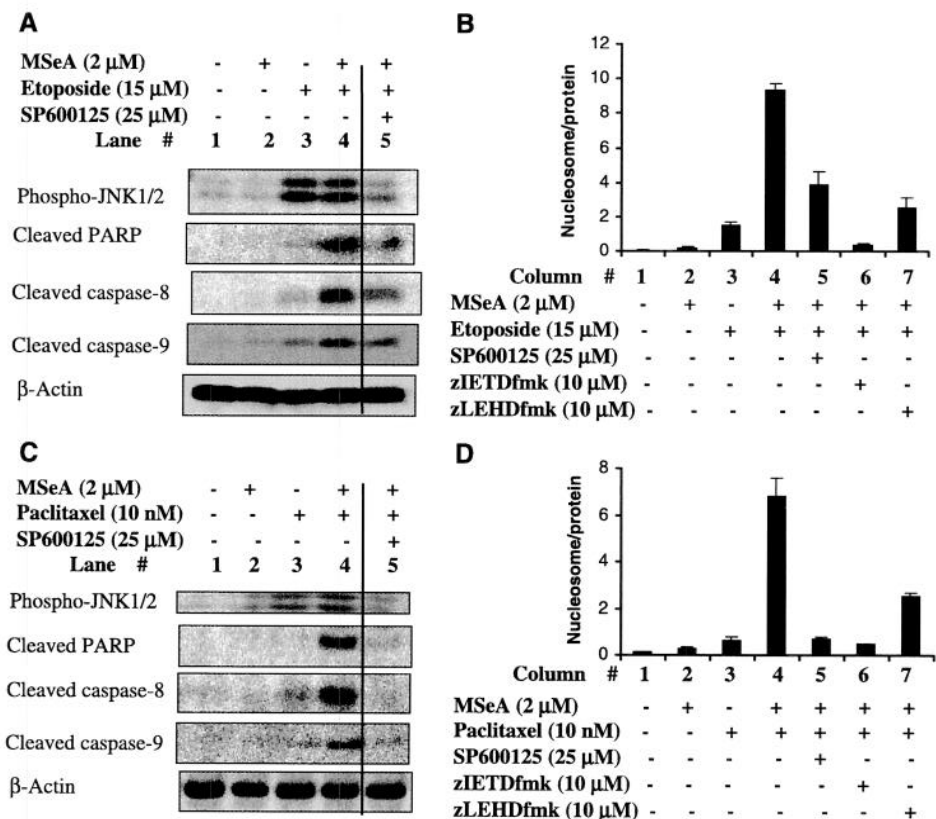 A
MSeA (2 μM) - + - + +
Etoposide (15 μM) - - + + +
SP600125 (25 μM) - - - - +
Lane # 1 2 3 4 5
Phospho-JNK1/2
Cleaved PARP
Cleaved caspase-8
Cleaved caspase-9
β-Actin
B
Nucleosome/protein
12
10
8
6
4
2
0
Column # 1 2 3 4 5 6 7
MSeA (2 μM) - + - + + + +
Etoposide (15 μM) - - + + + + +
SP600125 (25 μM) - - - - + - -
zIETDfmk (10 μM) - - - - - + -
zLEHDfmk (10 μM) - - - - - - +
C
MSeA (2 μM) - + - + +
Paclitaxel (10 nM) - - + + +
SP600125 (25 μM) - - - - +
Lane # 1 2 3 4 5
Phospho-JNK1/2
Cleaved PARP
Cleaved caspase-8
Cleaved caspase-9
β-Actin
D
Nucleosome/protein
8
6
4
2
0
Column # 1 2 3 4 5 6 7
MSeA (2 μM) - + - + + + +
Paclitaxel (10 nM) - - + + + + +
SP600125 (25 μM) - - - - + - -
zIETDfmk (10 μM) - - - - - + -
zLEHDfmk (10 μM) - - - - - - +